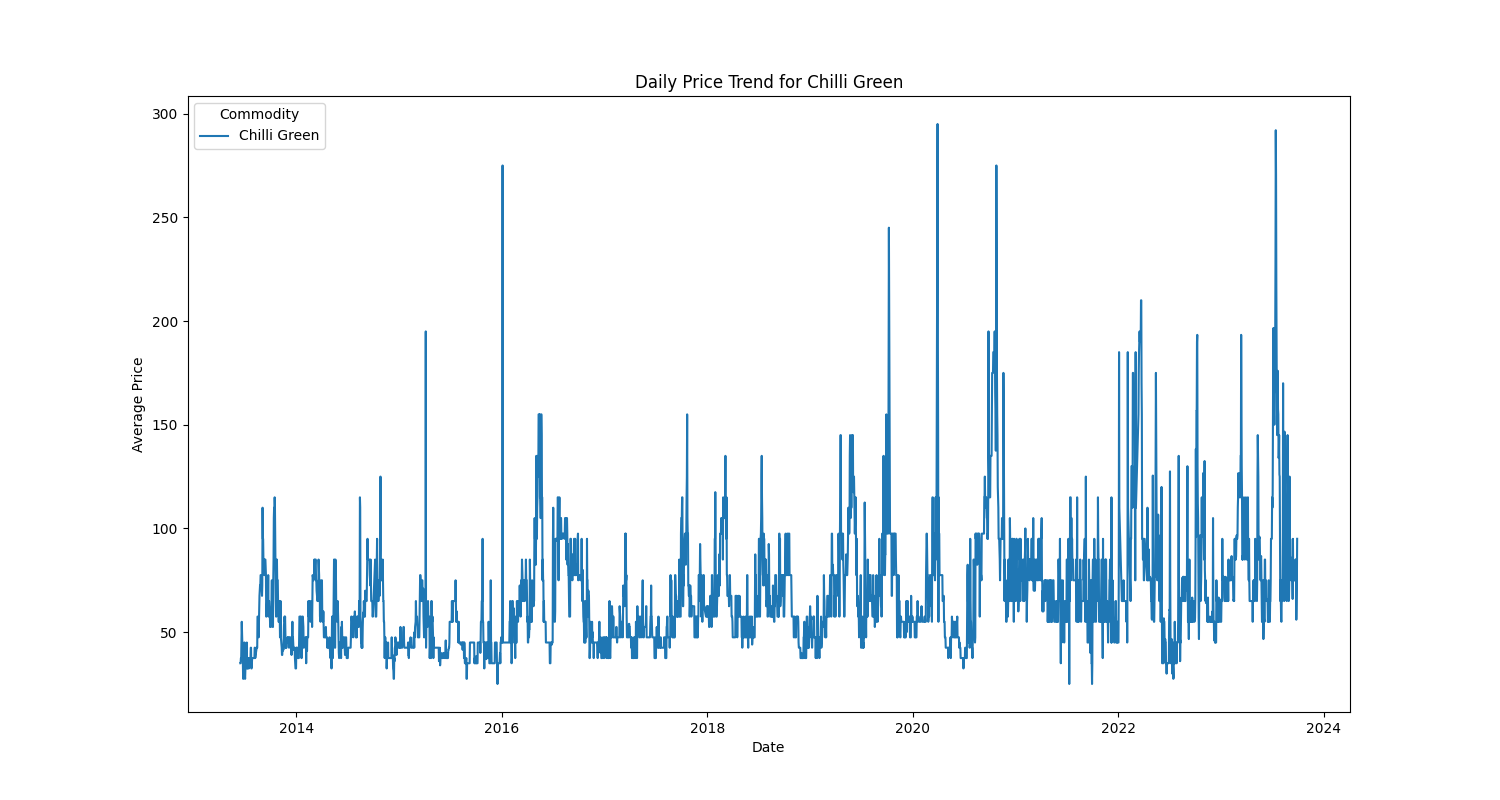 Daily Price Trend for Chilli Green
Commodity
Chilli Green
300
250
200
150
100
50
Average Price
2014 2016 2018 2020 2022 2024
Date